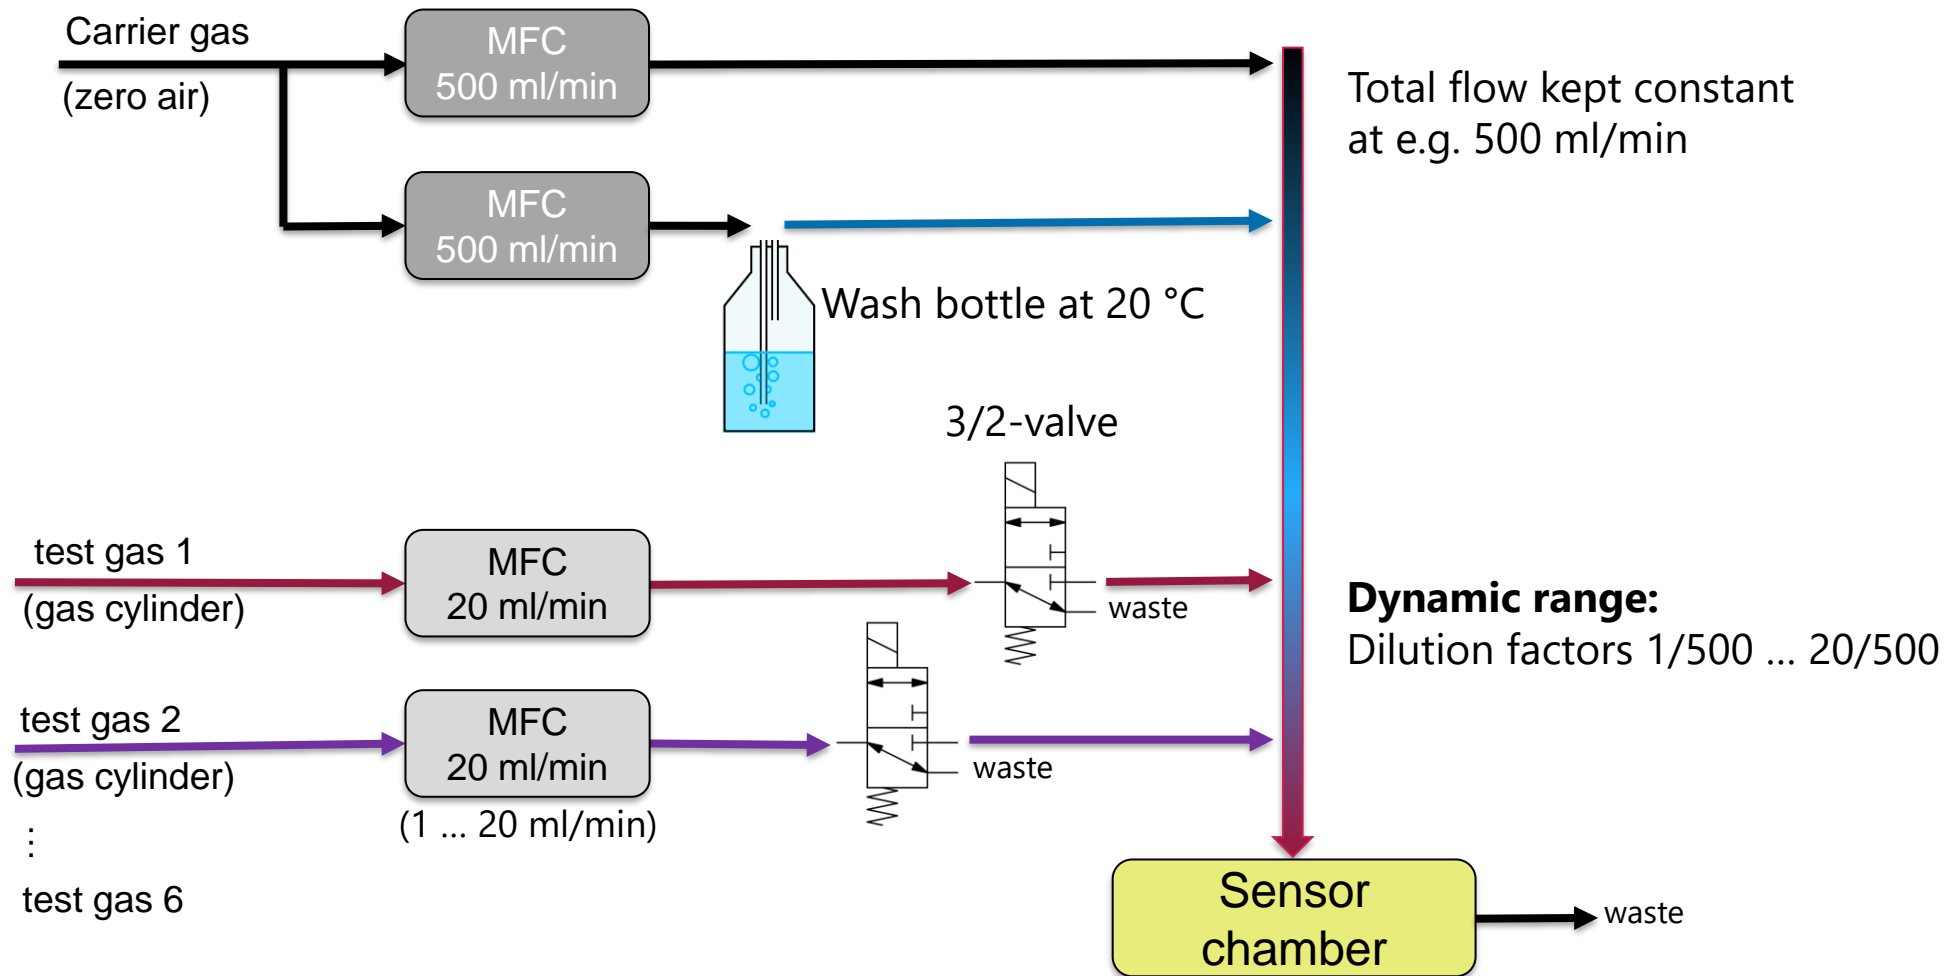 Carrier gas
(zero air)
MFC
500 ml/min
Total flow kept constant
at e.g. 500 ml/min
MFC
500 ml/min
Wash bottle at 20 °C
3/2-valve
test gas 1
(gas cylinder)
MFC
20 ml/min
waste
Dynamic range:
Dilution factors 1/500 ... 20/500
test gas 2
(gas cylinder)
MFC
20 ml/min
(1 ... 20 ml/min)
waste
⋮
test gas 6
Sensor
chamber
waste